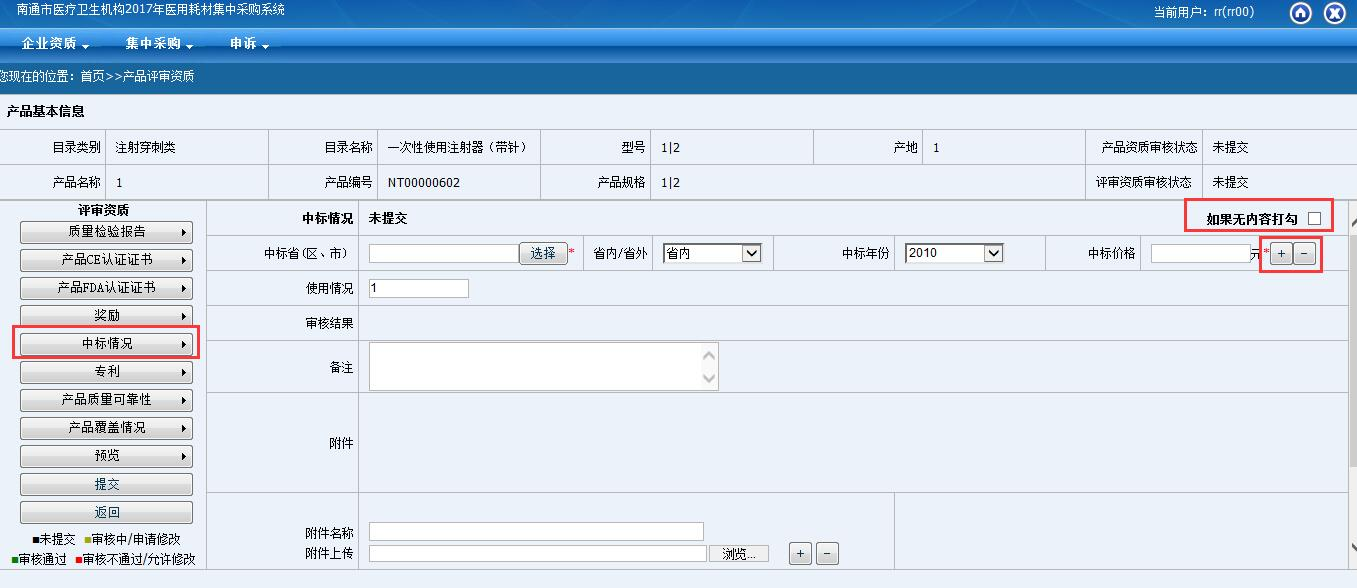 南通市医疗卫生机构2017年医用耗材集中采购系统 当前用户：rr(rr00)
企业资质 集中采购 申诉
您现在的位置：首页>>产品评审资质
产品基本信息
目录类别 注射穿刺类 目录名称 一次性使用注射器（带针） 型号 1|2 产地 1 产品资质审核状态 未提交
产品名称 1 产品编号 NT00000602 产品规格 1|2 评审资质审核状态 未提交
评审资质
质量检验报告
产品CE认证证书
产品FDA认证证书
奖励
中标情况
专利
产品质量可靠性
产品覆盖情况
预览
提交
返回
■未提交 ■审核中/申请修改
■审核通过 ■审核不通过/允许修改
中标情况 未提交 如果无内容打勾
中标省（区、市） 选择 * 省内/省外 省内 中标年份 2010 中标价格 元* + -
使用情况 1
审核结果
备注
附件
附件名称
附件上传 浏览... + -